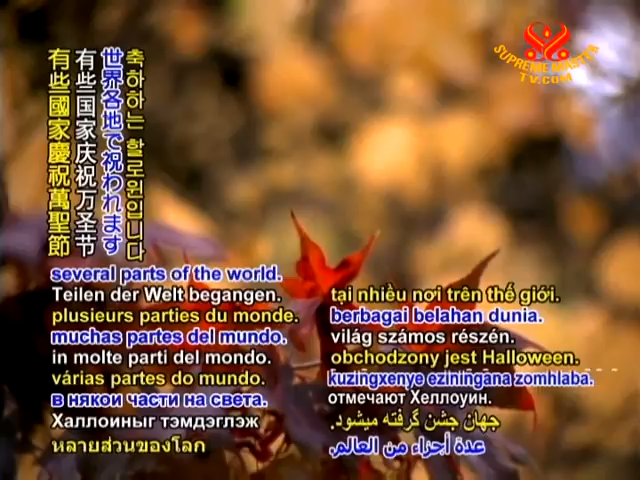 SUPREME MASTER
TV.COM
축하하는 할로윈입니다
世界各地で祝われます
有些国家庆祝万圣节
有些國家慶祝萬聖節
several parts of the world.
Teilen der Welt begangen.
plusieurs parties du monde.
muchas partes del mundo.
in molte parti del mondo.
várias partes do mundo.
в някои части на света.
Халлоиныг тэмдэглэж
หลายส่วนของโลก
tại nhiều nơi trên thế giới.
berbagai belahan dunia.
világ számos részén.
obchodzony jest Halloween.
kuzingxenye eziningana zomhlaba.
отмечают Хеллоуин.
جهان جشن گرفته میشود.
عدة أجزاء من العالم.